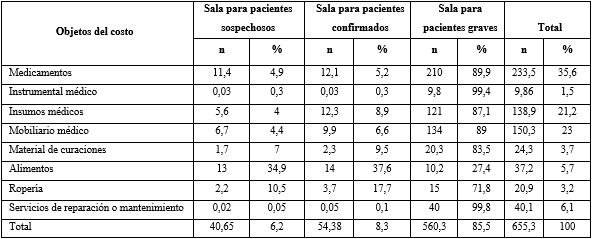 Objetos del costo Sala para pacientes sospechosos Sala para pacientes confirmados Sala para pacientes graves Total
n % n % n % n %
Medicamentos 11,4 4,9 12,1 5,2 210 89,9 233,5 35,6
Instrumental médico 0,03 0,3 0,03 0,3 9,8 99,4 9,86 1,5
Insumos médicos 5,6 4 12,3 8,9 121 87,1 138,9 21,2
Mobiliario médico 6,7 4,4 9,9 6,6 134 89 150,3 23
Material de curaciones 1,7 7 2,3 9,5 20,3 83,5 24,3 3,7
Alimentos 13 34,9 14 37,6 10,2 27,4 37,2 5,7
Ropería 2,2 10,5 3,7 17,7 15 71,8 20,9 3,2
Servicios de reparación o mantenimiento 0,02 0,05 0,05 0,1 40 99,8 40,1 6,1
Total 40,65 6,2 54,38 8,3 560,3 85,5 655,3 100